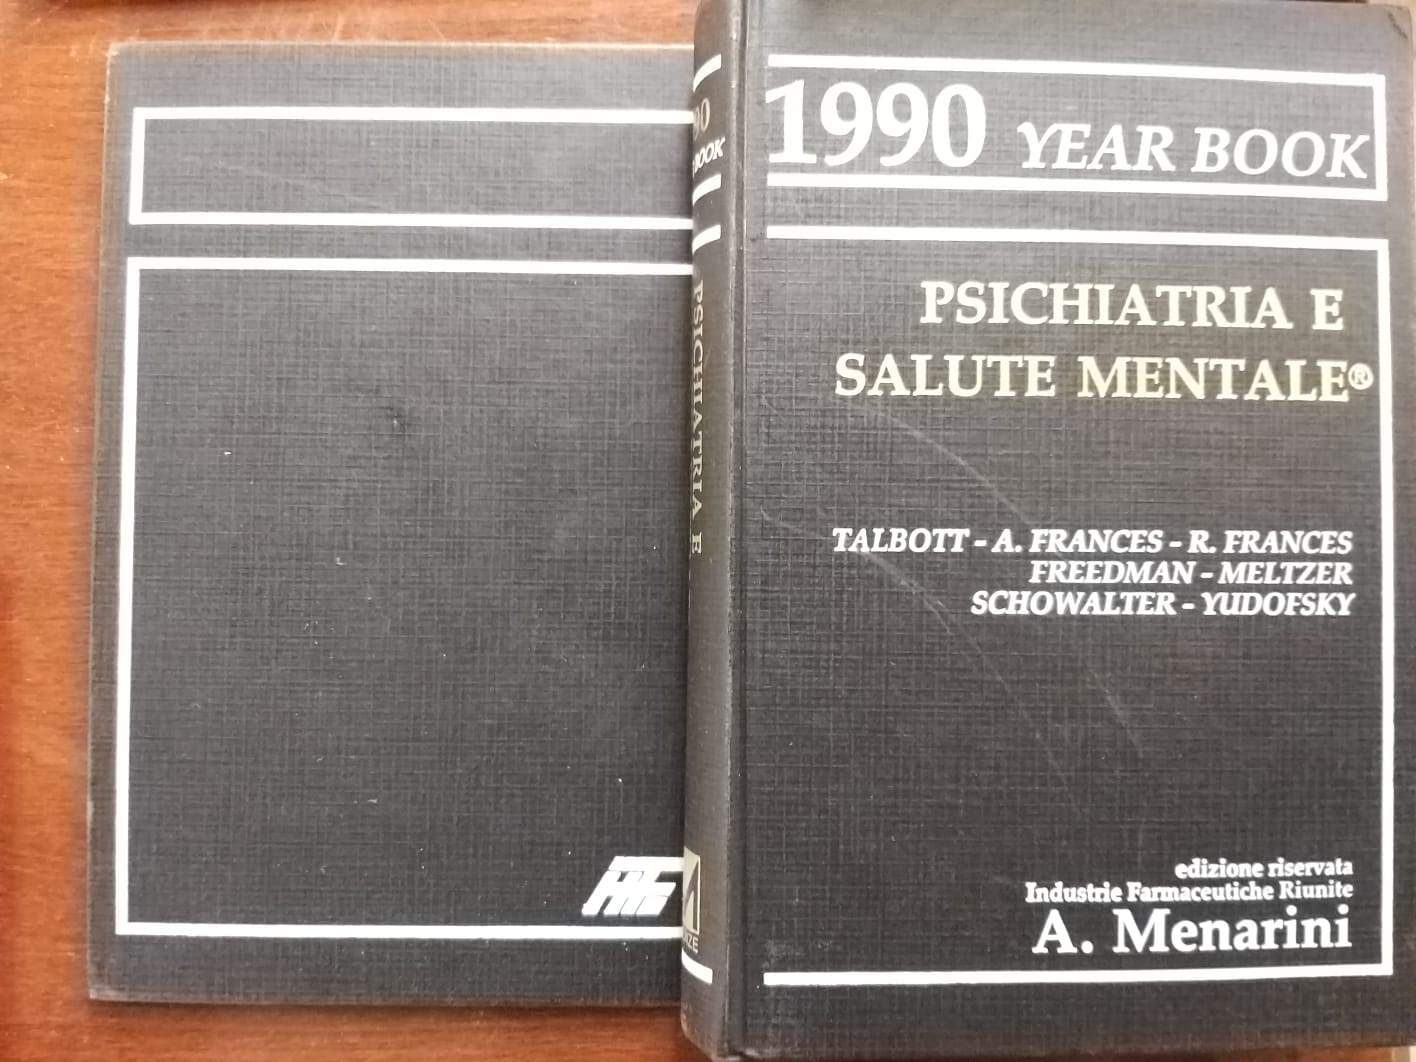 1990 YEAR BOOK
PSICHIATRIA E
SALUTE MENTALE®
TALBOTT - A. FRANCES - R. FRANCES
FREEDMAN - MELTZER
SCHOWALTER - YUDOFSKY
edizione riservata
Industrie Farmaceutiche Riunite
A. Menarini
BOOK
PSICHIATRIA E